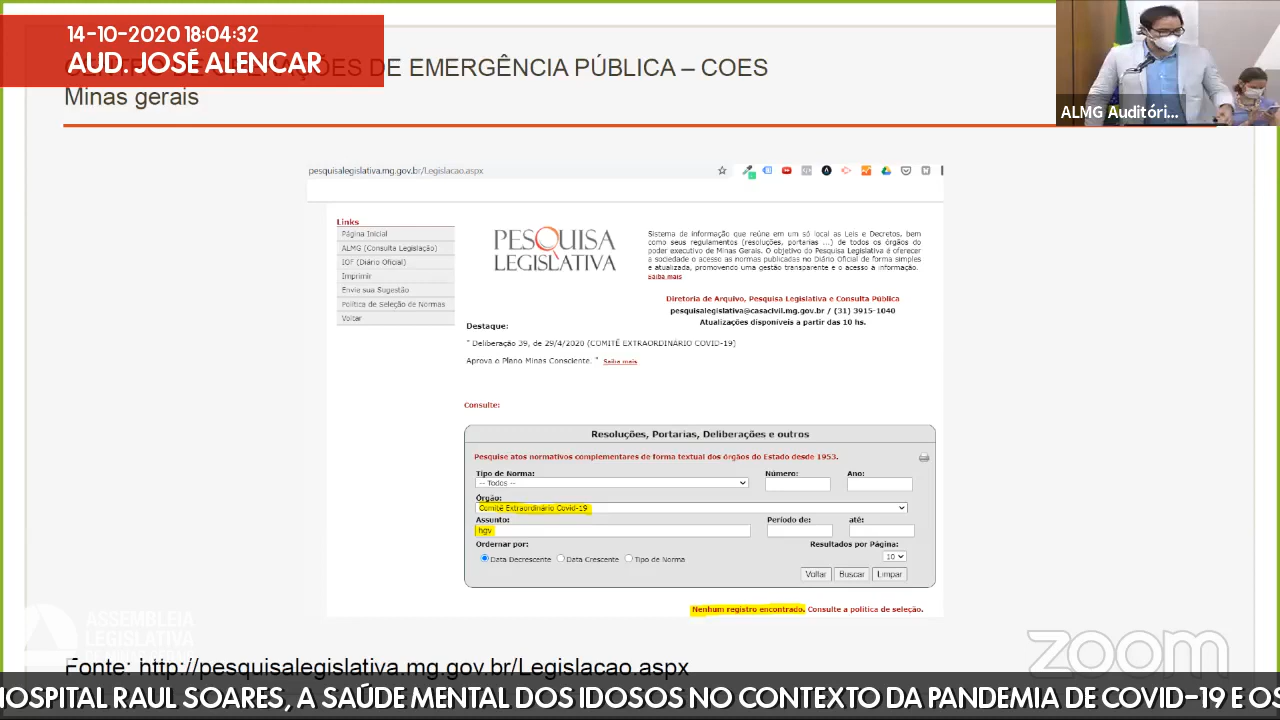 14-10-2020 18:04:32
AUD. JOSÉ ALENCAR
DE EMERGÊNCIA PÚBLICA – COES
Minas gerais
ALMG Auditóri...
pesquisalegislativa.mg.gov.br/Legislacao.aspx
Links
Página Inicial
ALMG (Consulta Legislação)
IOF (Diário Oficial)
Imprimir
Envie sua Sugestão
Política de Seleção de Normas
Voltar
PESQUISA
LEGISLATIVA
Sistema de informação que reúne em um só local as Leis e Decretos, bem
como seus regulamentos (resoluções, portarias ...) de todos os órgãos do
poder executivo de Minas Gerais. O objetivo do Pesquisa Legislativa é oferecer
a sociedade o acesso as normas publicadas no Diário Oficial de forma simples
e atualizada, promovendo uma gestão transparente e o acesso a informação.
Saiba mais
Diretoria de Arquivo, Pesquisa Legislativa e Consulta Pública
pesquisalegislativa@casacivil.mg.gov.br / (31) 3915-1040
Atualizações disponíveis a partir das 10 hs.
Destaque:
" Deliberação 39, de 29/4/2020 (COMITÊ EXTRAORDINÁRIO COVID-19)
Aprova o Plano Minas Consciente. " Saiba mais
Consulte:
Resoluções, Portarias, Deliberações e outros
Pesquise atos normativos complementares de forma textual dos órgãos do Estado desde 1953.
Tipo de Norma: Número: Ano:
-- Todos --
Órgão:
Comitê Extraordinário Covid-19
Assunto: Período de: até:
hgv
Ordernar por: Resultados por Página:
Data Decrescente Data Crescente Tipo de Norma 10
Voltar Buscar Limpar
Nenhum registro encontrado. Consulte a política de seleção.
ASSEMBLEIA
LEGISLATIVA
DE MINAS GERAIS
zoom
Fonte: http://pesquisalegislativa.mg.gov.br/Legislacao.aspx
HOSPITAL RAUL SOARES, A SAÚDE MENTAL DOS IDOSOS NO CONTEXTO DA PANDEMIA DE COVID-19 E OS